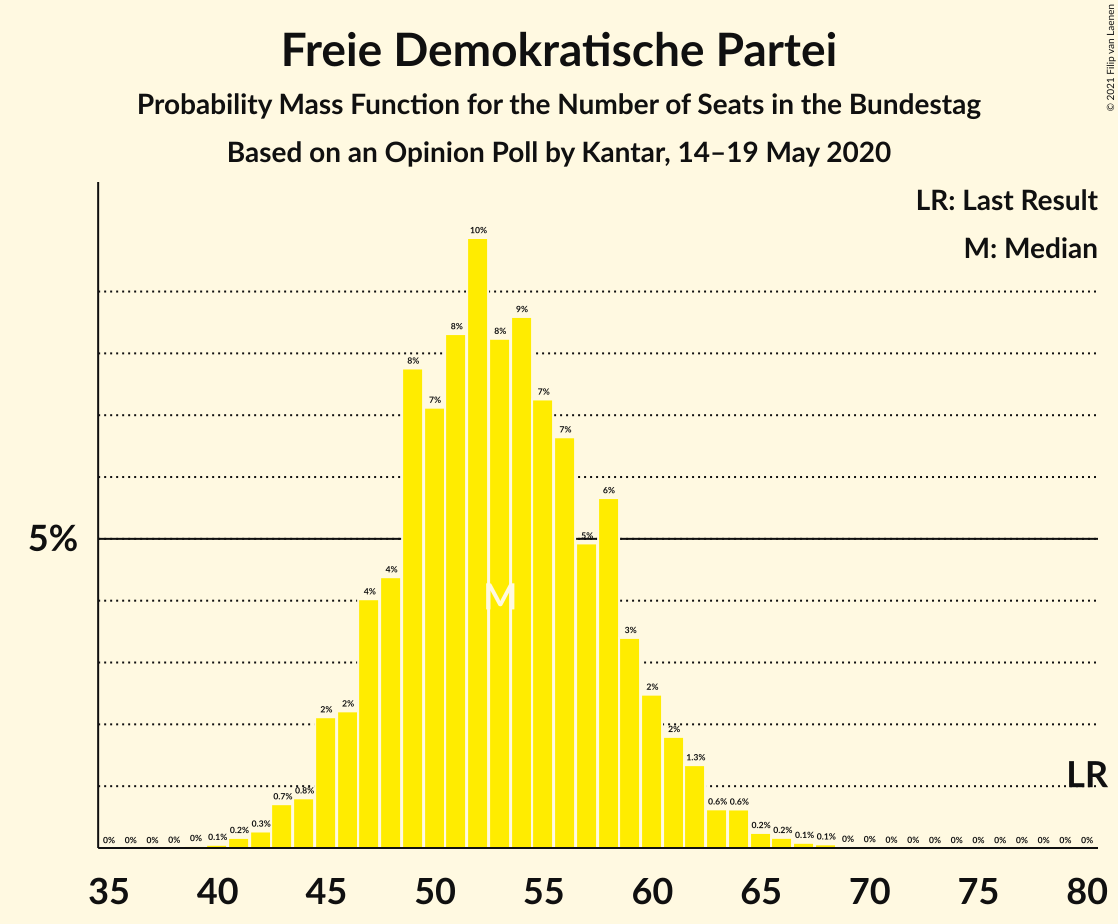 Freie Demokratische Partei
Probability Mass Function for the Number of Seats in the Bundestag
Based on an Opinion Poll by Kantar, 14–19 May 2020
© 2021 Filip van Laenen
LR: Last Result
M: Median
5%
0% 0% 0% 0% 0% 0.1% 0.2% 0.3% 0.7% 0.8% 2% 2% 4% 4% 8% 7% 8% 10% 8% 9% 7% 7% 5% 6% 3% 2% 2% 1.3% 0.6% 0.6% 0.2% 0.2% 0.1% 0.1% 0% 0% 0% 0% 0% 0% 0% 0% 0% 0% 0% 0%
M
LR
35 40 45 50 55 60 65 70 75 80